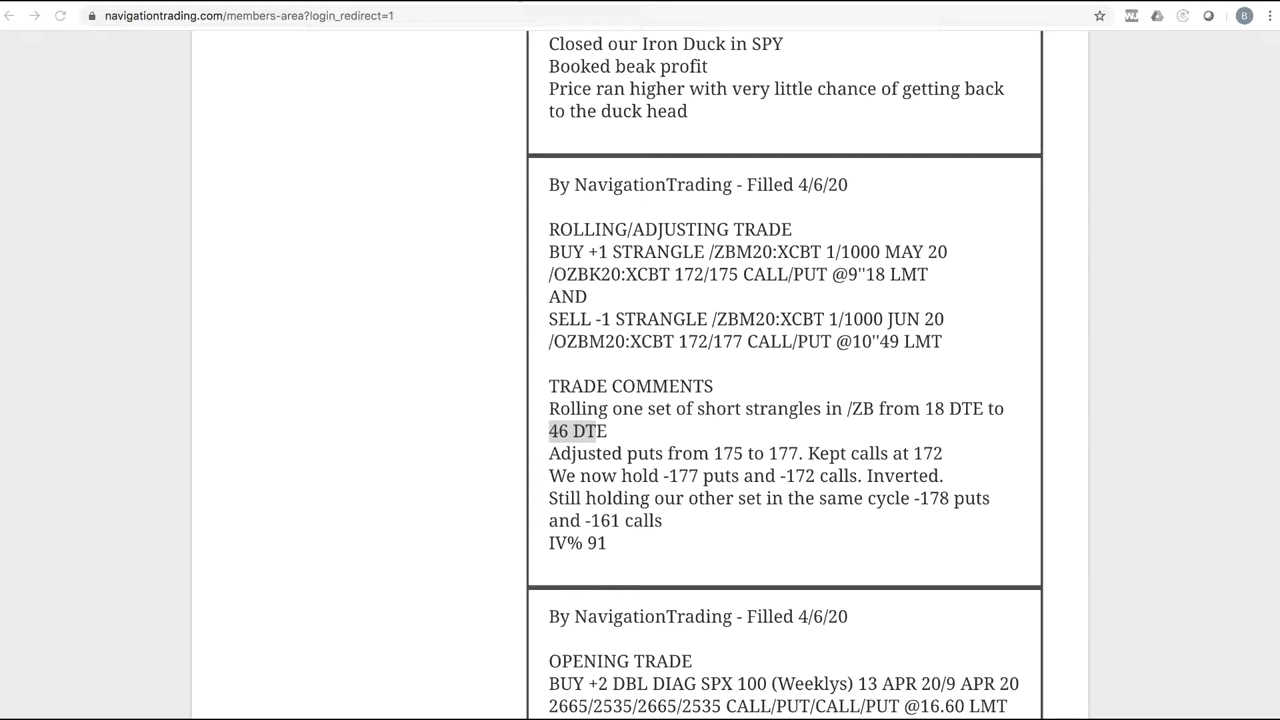 navigationtrading.com/members-area?login_redirect=1
B
Closed our Iron Duck in SPY
Booked beak profit
Price ran higher with very little chance of getting back
to the duck head
By NavigationTrading - Filled 4/6/20
ROLLING/ADJUSTING TRADE
BUY +1 STRANGLE /ZBM20:XCBT 1/1000 MAY 20
/OZBK20:XCBT 172/175 CALL/PUT @9"18 LMT
AND
SELL -1 STRANGLE /ZBM20:XCBT 1/1000 JUN 20
/OZBM20:XCBT 172/177 CALL/PUT @10"49 LMT
TRADE COMMENTS
Rolling one set of short strangles in /ZB from 18 DTE to
46 DTE
Adjusted puts from 175 to 177. Kept calls at 172
We now hold -177 puts and -172 calls. Inverted.
Still holding our other set in the same cycle -178 puts
and -161 calls
IV% 91
By NavigationTrading - Filled 4/6/20
OPENING TRADE
BUY +2 DBL DIAG SPX 100 (Weeklys) 13 APR 20/9 APR 20
2665/2535/2665/2535 CALL/PUT/CALL/PUT @16.60 LMT